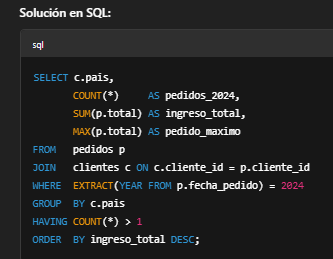 Solución en SQL:
sql
SELECT c.pais,
       COUNT(*)     AS pedidos_2024,
       SUM(p.total) AS ingreso_total,
       MAX(p.total) AS pedido_maximo
FROM   pedidos p
JOIN   clientes c ON c.cliente_id = p.cliente_id
WHERE  EXTRACT(YEAR FROM p.fecha_pedido) = 2024
GROUP  BY c.pais
HAVING COUNT(*) > 1
ORDER  BY ingreso_total DESC;